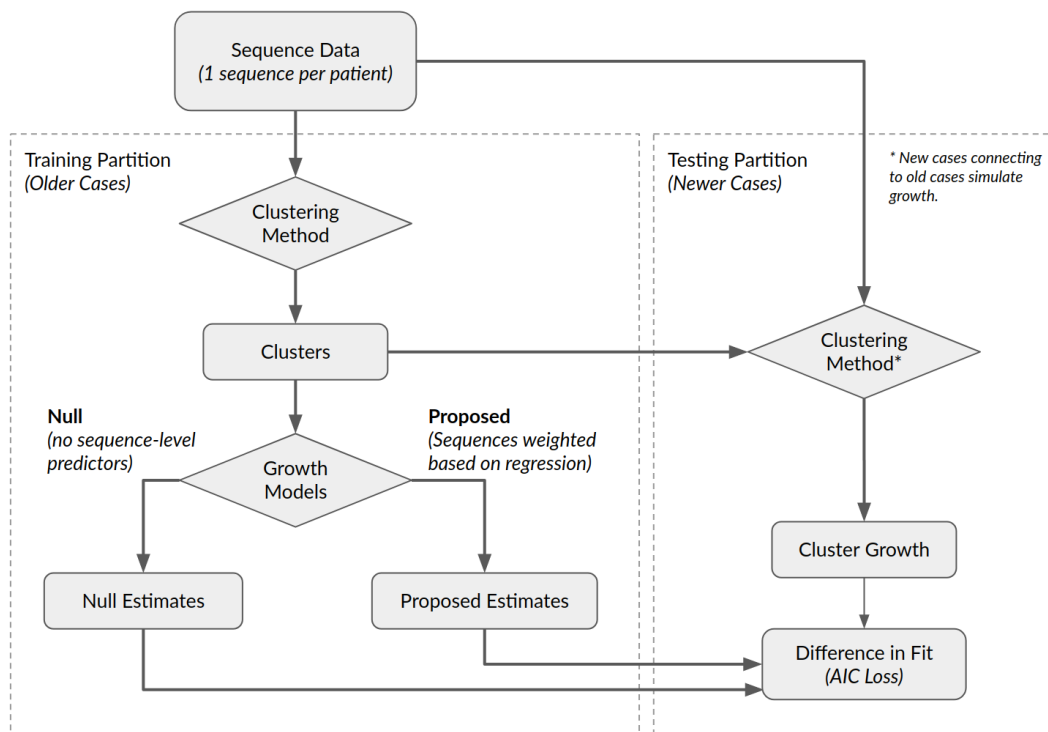 Sequence Data
(1 sequence per patient)
Training Partition
(Older Cases)
Testing Partition
(Newer Cases)
* New cases connecting
to old cases simulate
growth.
Clustering
Method
Clusters
Clustering
Method*
Null
(no sequence-level
predictors)
Proposed
(Sequences weighted
based on regression)
Growth
Models
Cluster Growth
Null Estimates
Proposed Estimates
Difference in Fit
(AIC Loss)